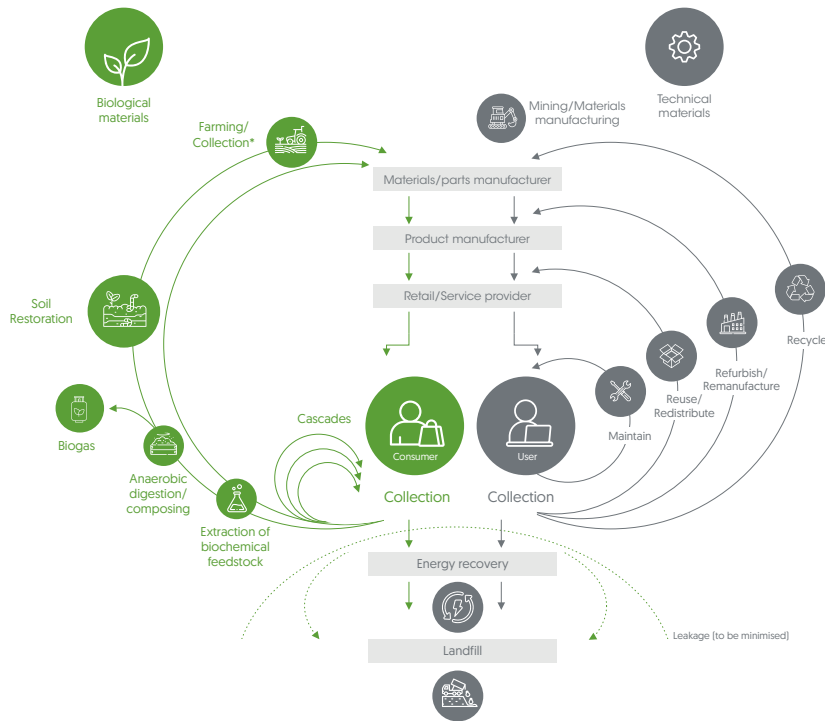 Biological
materials
Technical
materials
Farming/
Collection*
Mining/Materials
manufacturing
Materials/parts manufacturer
Product manufacturer
Retail/Service provider
Soil
Restoration
Recycle
Refurbish/
Remanufacture
Reuse/
Redistribute
Maintain
Biogas
Cascades
Consumer
User
Anaerobic
digestion/
composing
Collection
Collection
Extraction of
biochemical
feedstock
Energy recovery
Leakage (to be minimised)
Landfill